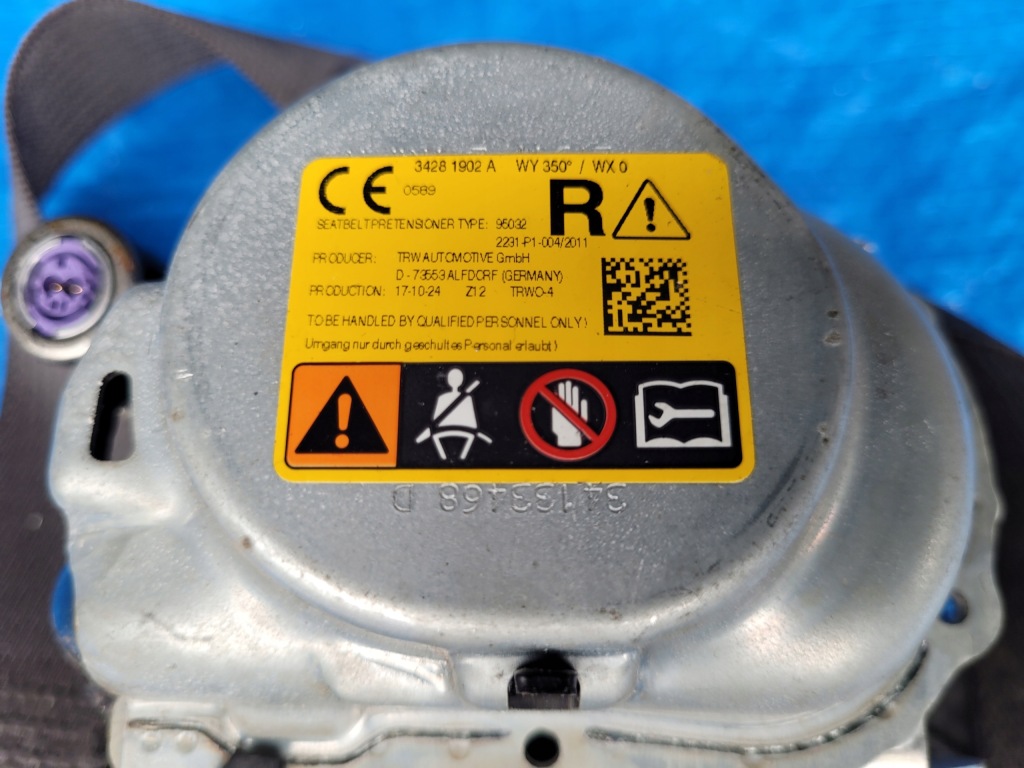 3428 1902 A WY 350° / WX 0
CE 0589 R
SEATBELTPRETENSIONER TYPE: 95032
2231-P1-004/2011
PRODUCER: TRW AUTOMOTIVE GmbH
D - 73553 ALFDORF (GERMANY)
PRODUCTION: 17-10-24 Z12 TRWO-4
TO BE HANDLED BY QUALIFIED PERSONNEL ONLY!
Umgang nur durch geschultes Personal erlaubt!
34133468 D